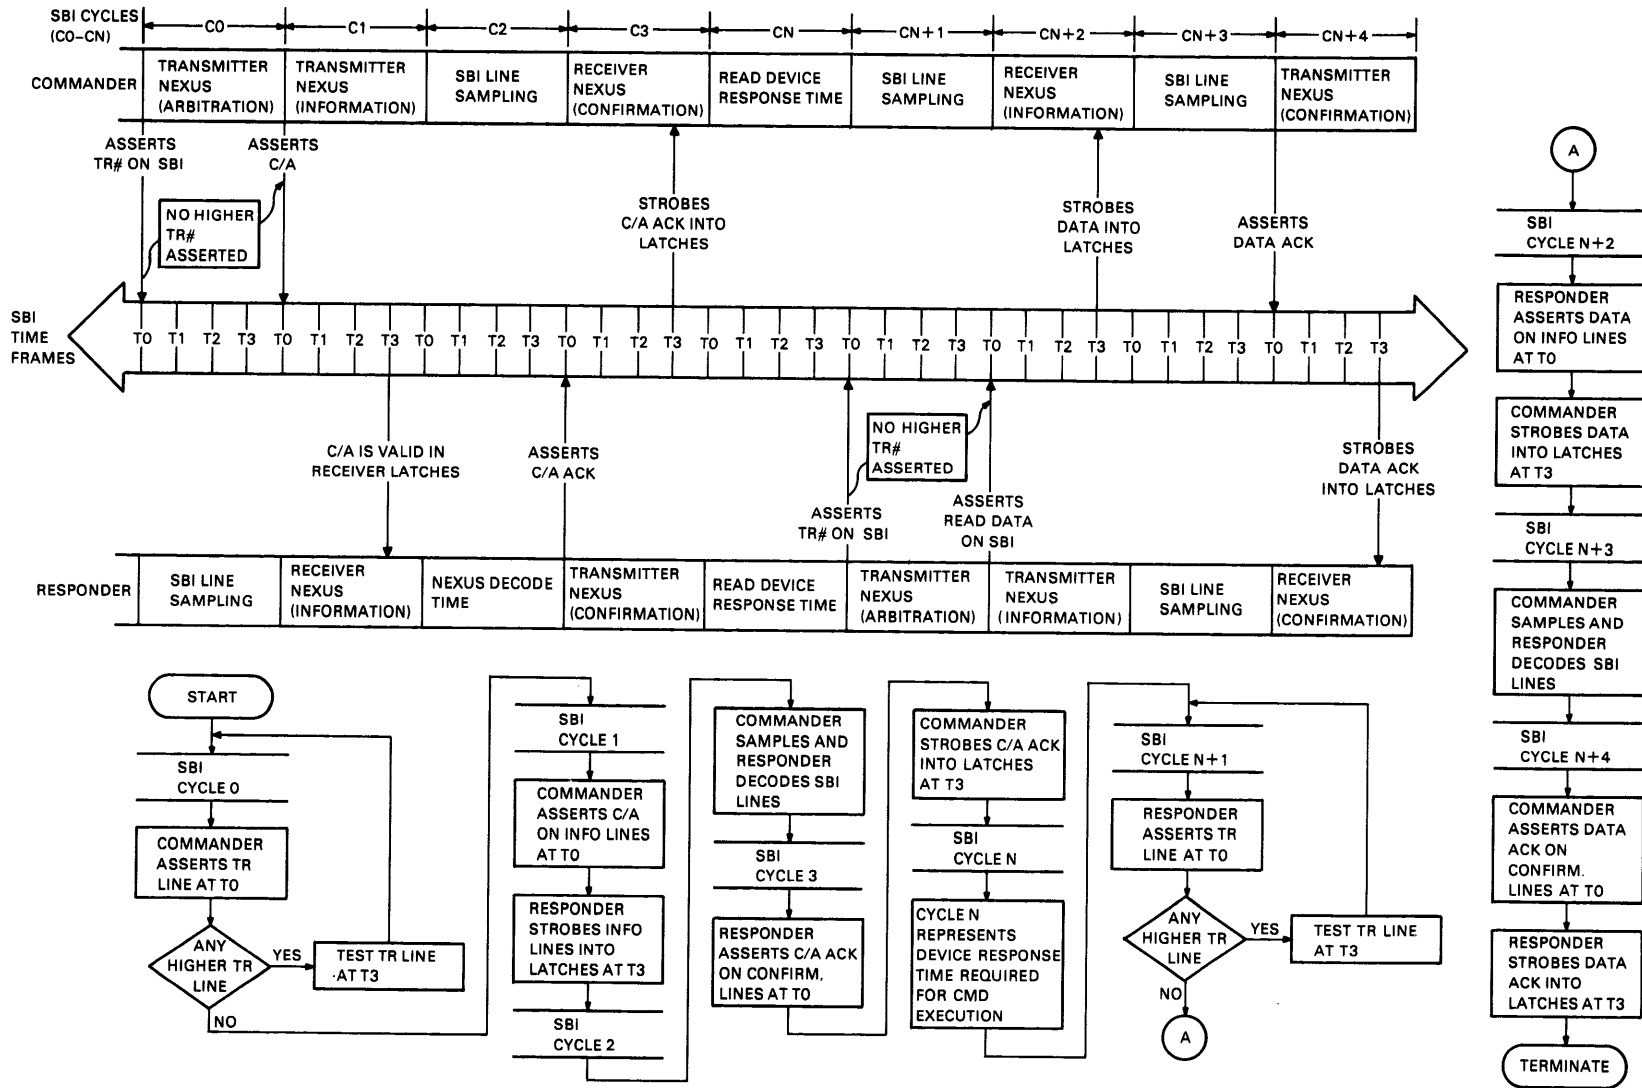 SBI CYCLES
(C0–CN)
C0
C1
C2
C3
CN
CN+1
CN+2
CN+3
CN+4
COMMANDER
TRANSMITTER
NEXUS
(ARBITRATION)
TRANSMITTER
NEXUS
(INFORMATION)
SBI LINE
SAMPLING
RECEIVER
NEXUS
(CONFIRMATION)
READ DEVICE
RESPONSE TIME
SBI LINE
SAMPLING
RECEIVER
NEXUS
(INFORMATION)
SBI LINE
SAMPLING
TRANSMITTER
NEXUS
(CONFIRMATION)
ASSERTS
TR# ON SBI
ASSERTS
C/A
NO HIGHER
TR#
ASSERTED
STROBES
C/A ACK INTO
LATCHES
STROBES
DATA INTO
LATCHES
ASSERTS
DATA ACK
SBI
TIME
FRAMES
T0 T1 T2 T3 T0 T1 T2 T3 T0 T1 T2 T3 T0 T1 T2 T3 T0 T1 T2 T3 T0 T1 T2 T3 T0 T1 T2 T3 T0 T1 T2 T3 T0 T1 T2 T3
C/A IS VALID IN
RECEIVER LATCHES
ASSERTS
C/A ACK
ASSERTS
TR# ON SBI
NO HIGHER
TR#
ASSERTED
ASSERTS
READ DATA
ON SBI
STROBES
DATA ACK
INTO LATCHES
RESPONDER
SBI LINE
SAMPLING
RECEIVER
NEXUS
(INFORMATION)
NEXUS DECODE
TIME
TRANSMITTER
NEXUS
(CONFIRMATION)
READ DEVICE
RESPONSE TIME
TRANSMITTER
NEXUS
(ARBITRATION)
TRANSMITTER
NEXUS
(INFORMATION)
SBI LINE
SAMPLING
RECEIVER
NEXUS
(CONFIRMATION)
START
SBI
CYCLE 0
COMMANDER
ASSERTS TR
LINE AT T0
ANY
HIGHER TR
LINE
YES
TEST TR LINE
AT T3
NO
SBI
CYCLE 1
COMMANDER
ASSERTS C/A
ON INFO LINES
AT T0
RESPONDER
STROBES INFO
LINES INTO
LATCHES AT T3
SBI
CYCLE 2
COMMANDER
SAMPLES AND
RESPONDER
DECODES SBI
LINES
SBI
CYCLE 3
RESPONDER
ASSERTS C/A ACK
ON CONFIRM,
LINES AT T0
COMMANDER
STROBES C/A ACK
INTO LATCHES
AT T3
SBI
CYCLE N
CYCLE N
REPRESENTS
DEVICE RESPONSE
TIME REQUIRED
FOR CMD
EXECUTION
SBI
CYCLE N+1
RESPONDER
ASSERTS TR
LINE AT T0
ANY
HIGHER TR
LINE
YES
TEST TR LINE
AT T3
NO
A
A
SBI
CYCLE N+2
RESPONDER
ASSERTS DATA
ON INFO LINES
AT T0
COMMANDER
STROBES DATA
INTO LATCHES
AT T3
SBI
CYCLE N+3
COMMANDER
SAMPLES AND
RESPONDER
DECODES SBI
LINES
SBI
CYCLE N+4
COMMANDER
ASSERTS DATA
ACK ON
CONFIRM.
LINES AT T0
RESPONDER
STROBES DATA
ACK INTO
LATCHES AT T3
TERMINATE